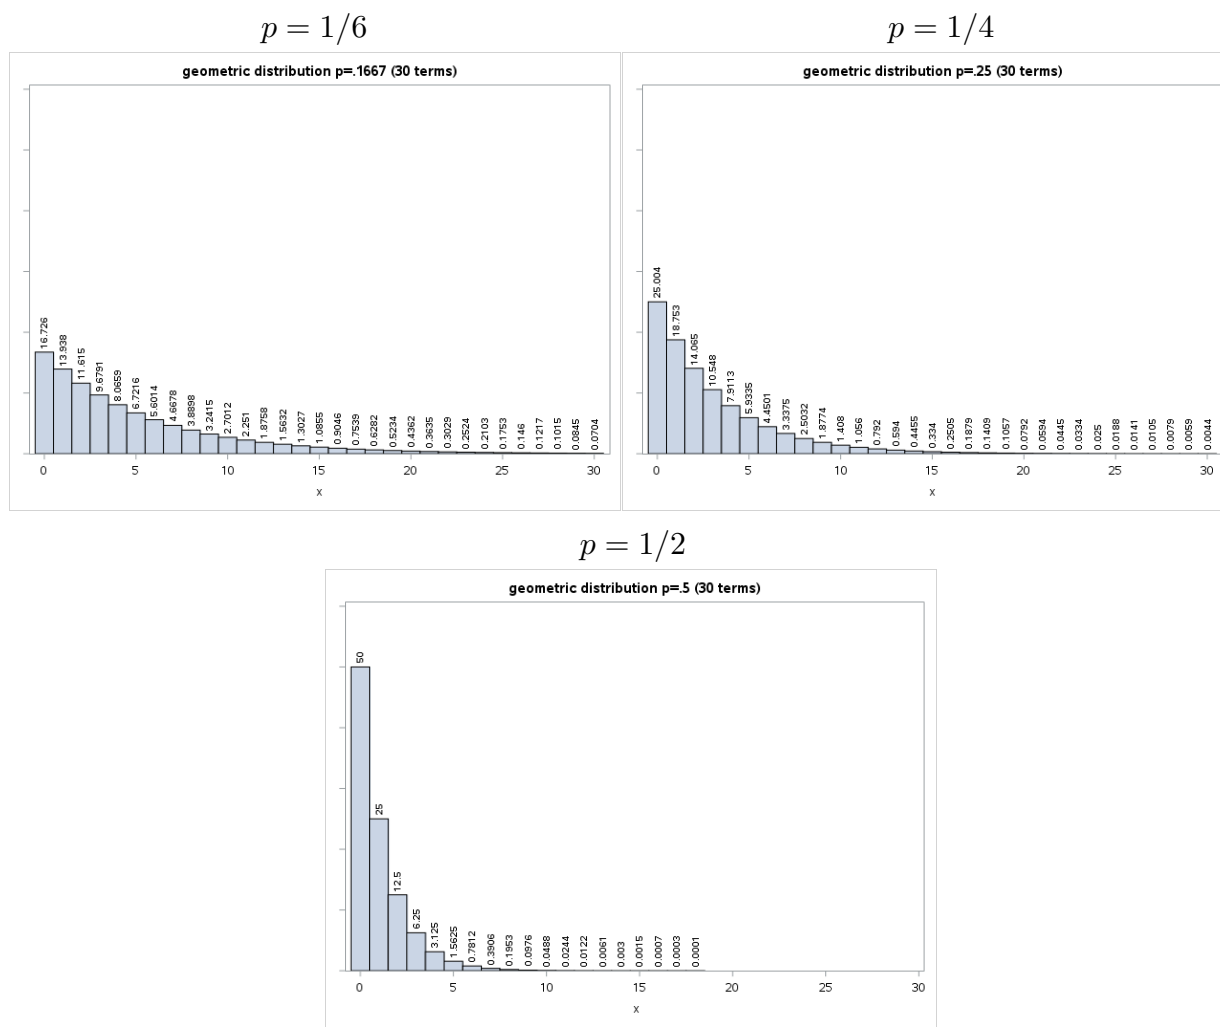 p = 1/6
p = 1/4
geometric distribution p=.1667 (30 terms)
16.726 13.938 11.615 9.6791 8.0659 6.7216 5.6014 4.6678 3.8898 3.2415 2.7012 2.251 1.8758 1.5632 1.3027 1.0855 0.9046 0.7539 0.6282 0.5234 0.4362 0.3635 0.3029 0.2524 0.2103 0.1753 0.146 0.1217 0.1015 0.0845 0.0704
0 5 10 15 20 25 30
x
geometric distribution p=.25 (30 terms)
25.004 18.753 14.065 10.548 7.9113 5.9335 4.4501 3.3375 2.5032 1.8774 1.408 1.056 0.792 0.594 0.4455 0.334 0.2505 0.1879 0.1409 0.1057 0.0792 0.0594 0.0445 0.0334 0.025 0.0188 0.0141 0.0105 0.0079 0.0059 0.0044
0 5 10 15 20 25 30
x
p = 1/2
geometric distribution p=.5 (30 terms)
50 25 12.5 6.25 3.125 1.5625 0.7812 0.3906 0.1953 0.0976 0.0488 0.0244 0.0122 0.0061 0.003 0.0015 0.0007 0.0003 0.0001
0 5 10 15 20 25 30
x